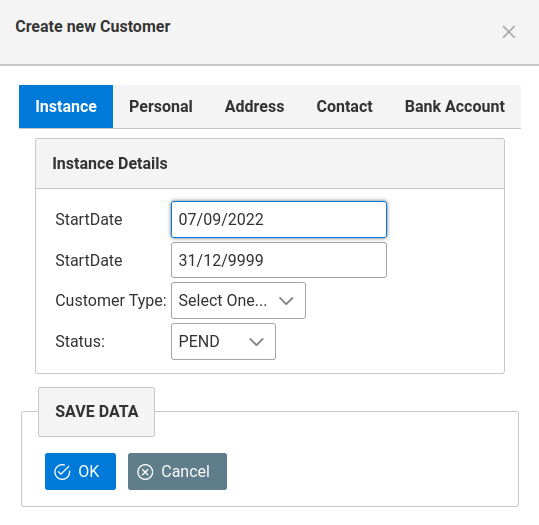 Create new Customer
Instance Personal Address Contact Bank Account
Instance Details
StartDate 07/09/2022
StartDate 31/12/9999
Customer Type: Select One...
Status: PEND
SAVE DATA
OK Cancel